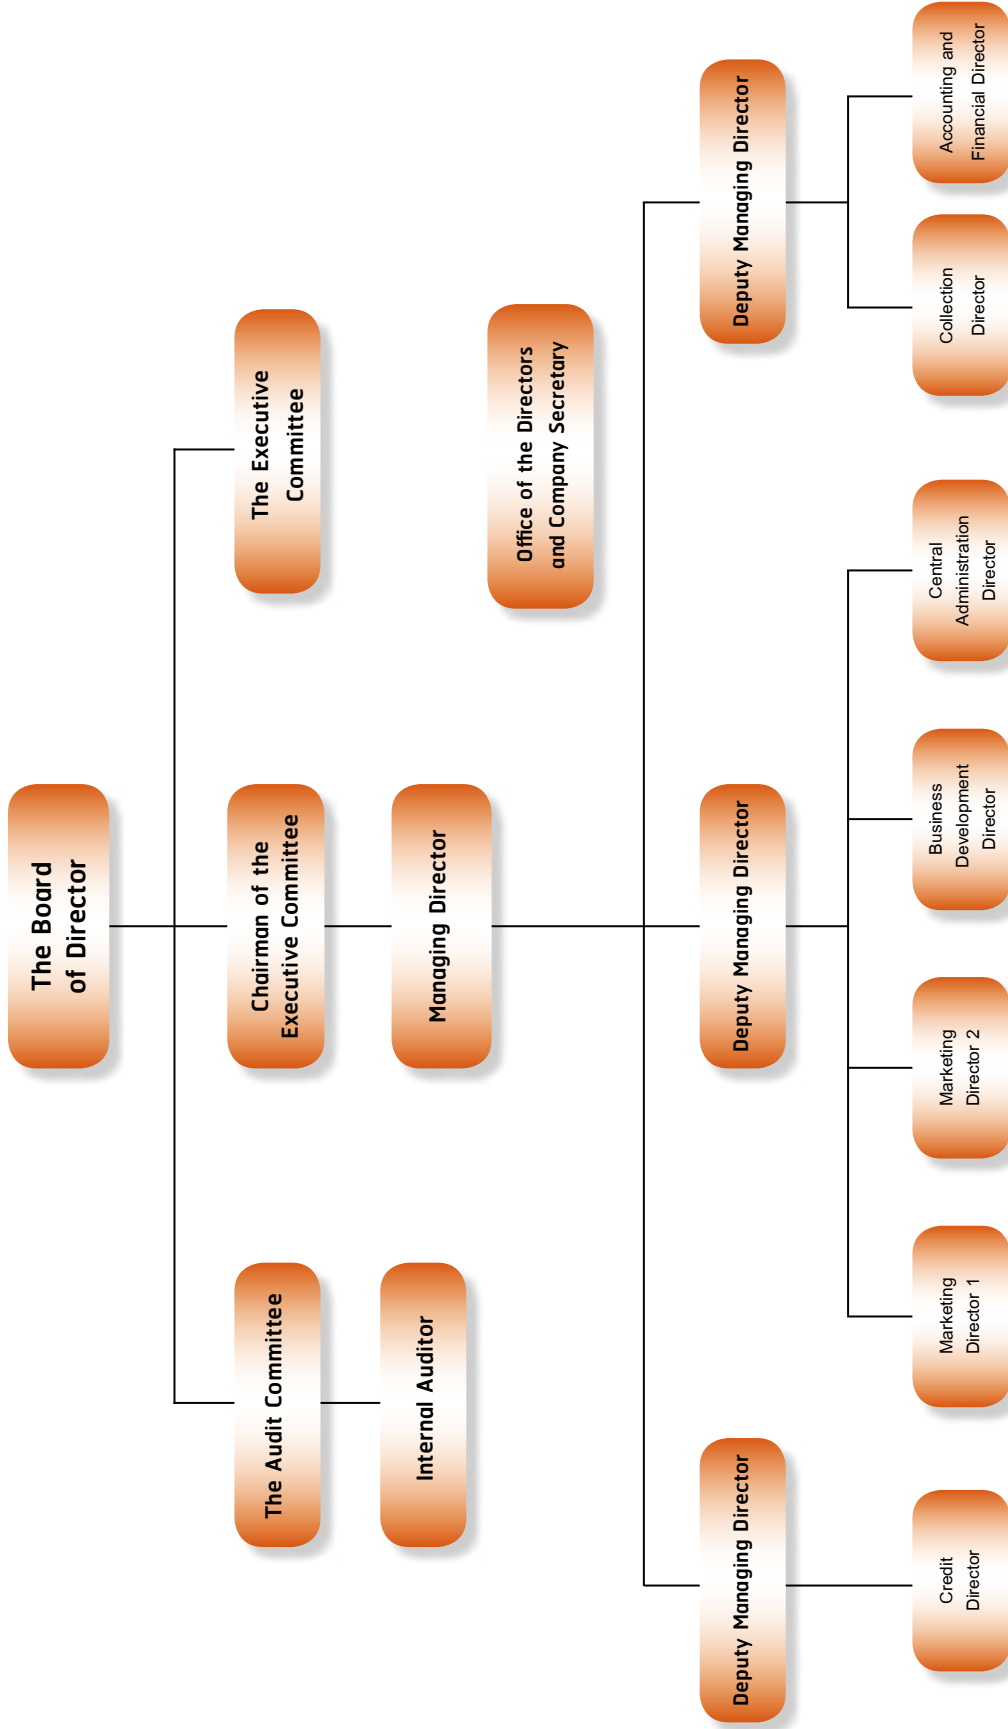 The Board
of Director
The Audit Committee
Chairman of the
Executive Committee
The Executive
Committee
Internal Auditor
Managing Director
Office of the Directors
and Company Secretary
Deputy Managing Director
Deputy Managing Director
Deputy Managing Director
Credit
Director
Marketing
Director 1
Marketing
Director 2
Business
Development
Director
Central
Administration
Director
Collection
Director
Accounting and
Financial Director